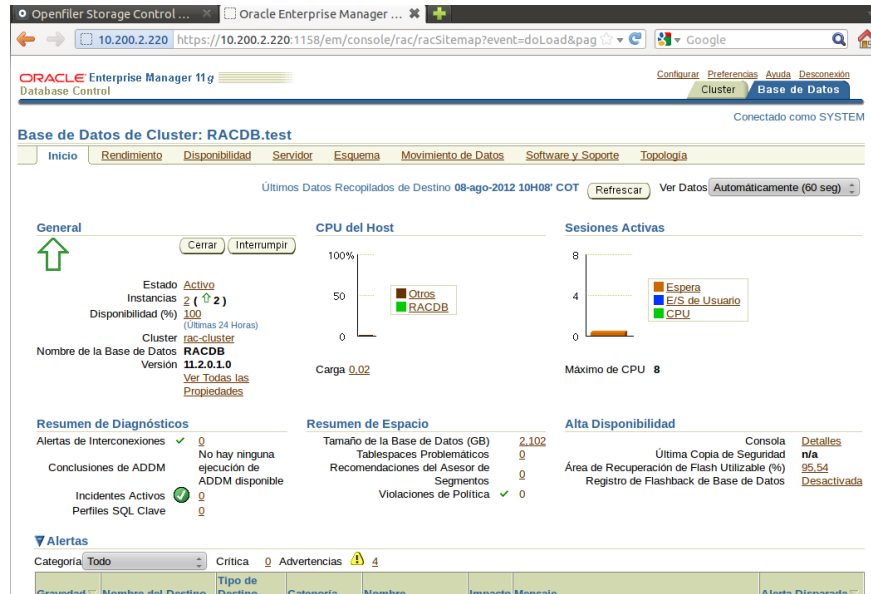 Openfiler Storage Control ...
Oracle Enterprise Manager ...
10.200.2.220 https://10.200.2.220:1158/em/console/rac/racSitemap?event=doLoad&pag
Google
ORACLE Enterprise Manager 11g
Database Control
Configurar Preferencias Ayuda Desconexión
Cluster Base de Datos
Conectado como SYSTEM
Base de Datos de Cluster: RACDB.test
Inicio Rendimiento Disponibilidad Servidor Esquema Movimiento de Datos Software y Soporte Topología
Últimos Datos Recopilados de Destino 08-ago-2012 10H08' COT Refrescar Ver Datos Automáticamente (60 seg)
General
Cerrar Interrumpir
Estado Activo
Instancias 2 ( 2 )
Disponibilidad (%) 100
(Últimas 24 Horas)
Cluster rac-cluster
Nombre de la Base de Datos RACDB
Versión 11.2.0.1.0
Ver Todas las
Propiedades
CPU del Host
100%
50
0
Otros
RACDB
Carga 0,02
Sesiones Activas
8
4
0
Espera
E/S de Usuario
CPU
Máximo de CPU 8
Resumen de Diagnósticos
Alertas de Interconexiones 0
Conclusiones de ADDM No hay ninguna
ejecución de
ADDM disponible
Incidentes Activos 0
Perfiles SQL Clave 0
Resumen de Espacio
Tamaño de la Base de Datos (GB) 2,102
Tablespaces Problemáticos 0
Recomendaciones del Asesor de
Segmentos 0
Violaciones de Política 0
Alta Disponibilidad
Consola Detalles
Última Copia de Seguridad n/a
Área de Recuperación de Flash Utilizable (%) 95,54
Registro de Flashback de Base de Datos Desactivada
Alertas
Categoría Todo Crítica 0 Advertencias 4
Gravedad Nombre del Destino Tipo de Destino Categoría Nombre Impacto Mensaje Alerta Disparada